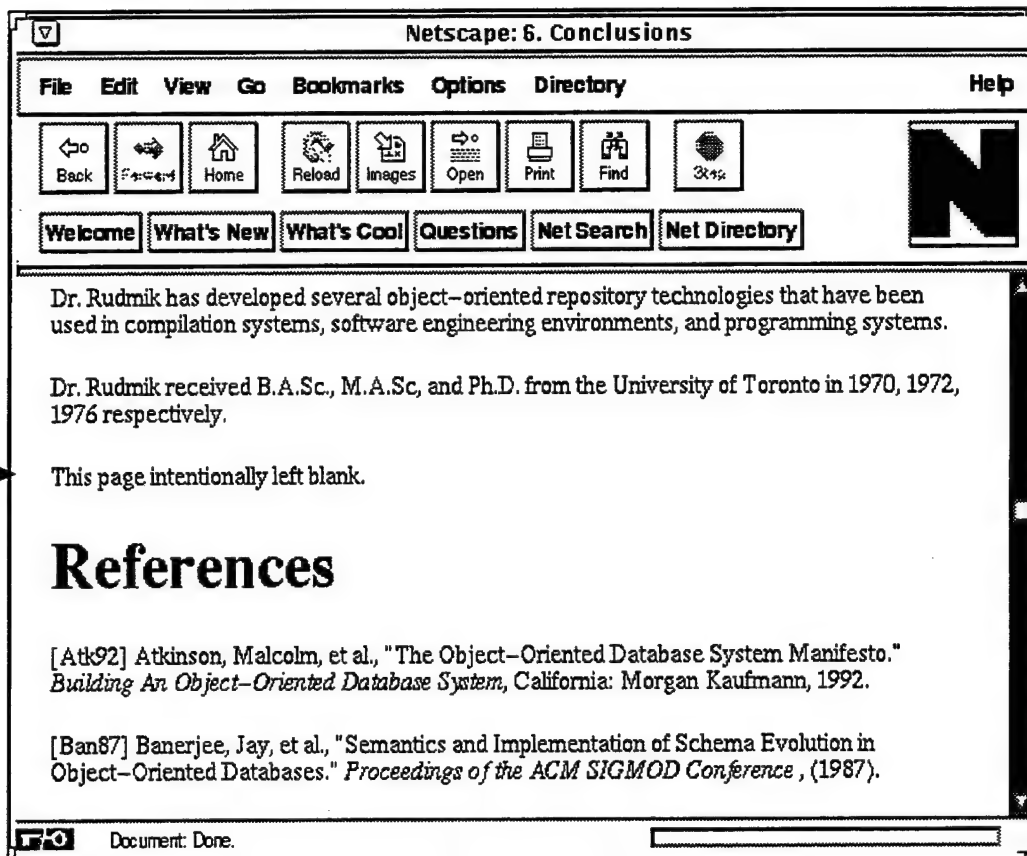 Netscape: 6. Conclusions
File Edit View Go Bookmarks Options Directory Help
Back Forward Home Reload Images Open Print Find Stop
N
Welcome What's New What's Cool Questions Net Search Net Directory
Dr. Rudmik has developed several object–oriented repository technologies that have been
used in compilation systems, software engineering environments, and programming systems.
Dr. Rudmik received B.A.Sc., M.A.Sc, and Ph.D. from the University of Toronto in 1970, 1972,
1976 respectively.
This page intentionally left blank.
References
[Atk92] Atkinson, Malcolm, et al., "The Object–Oriented Database System Manifesto."
Building An Object–Oriented Database System, California: Morgan Kaufmann, 1992.
[Ban87] Banerjee, Jay, et al., "Semantics and Implementation of Schema Evolution in
Object–Oriented Databases." Proceedings of the ACM SIGMOD Conference , (1987).
Document: Done.